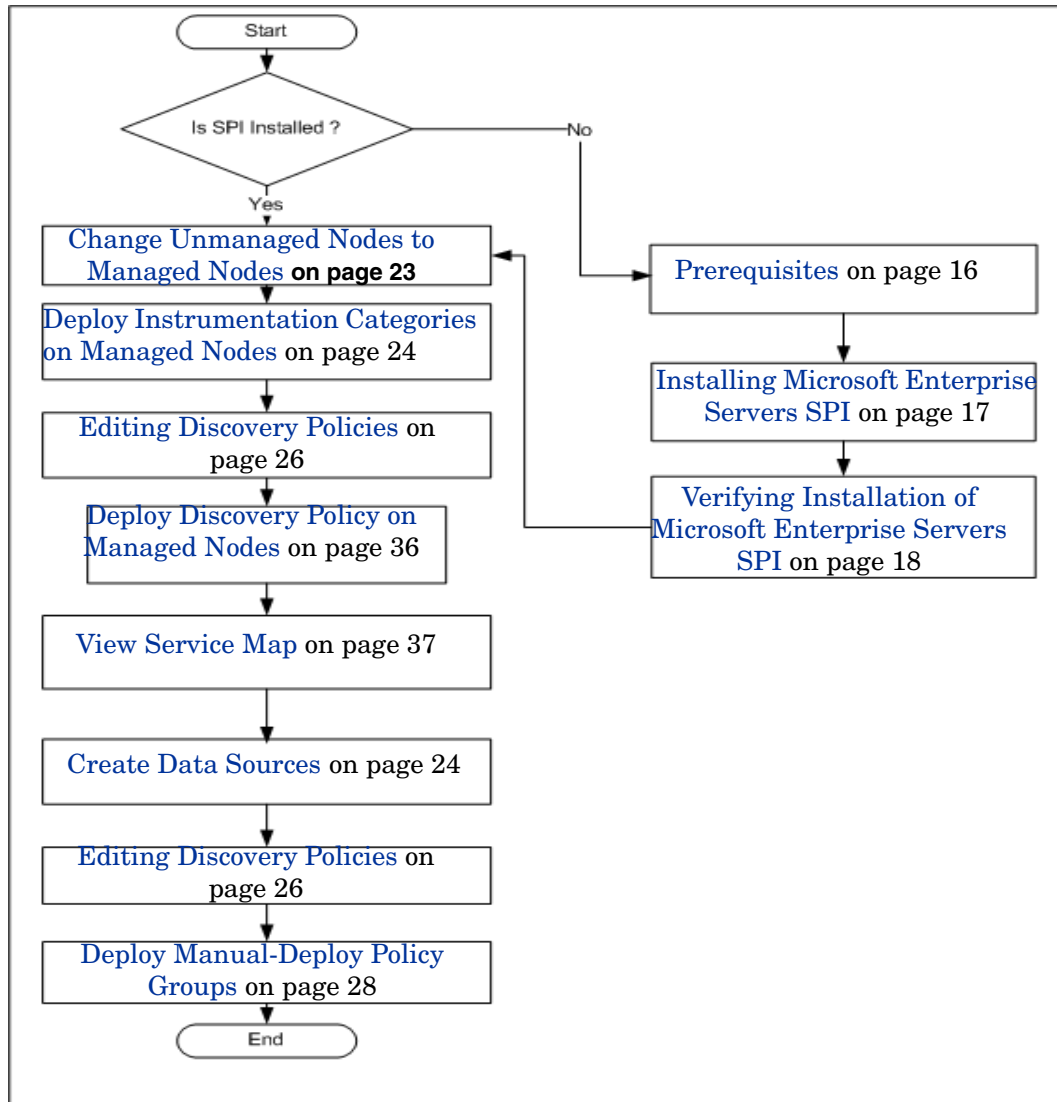 Start
Is SPI Installed ?
No
Yes
Change Unmanaged Nodes to
Managed Nodes on page 23
Deploy Instrumentation Categories
on Managed Nodes on page 24
Editing Discovery Policies on
page 26
Deploy Discovery Policy on
Managed Nodes on page 36
View Service Map on page 37
Create Data Sources on page 24
Editing Discovery Policies on
page 26
Deploy Manual-Deploy Policy
Groups on page 28
End
Prerequisites on page 16
Installing Microsoft Enterprise
Servers SPI on page 17
Verifying Installation of
Microsoft Enterprise Servers
SPI on page 18